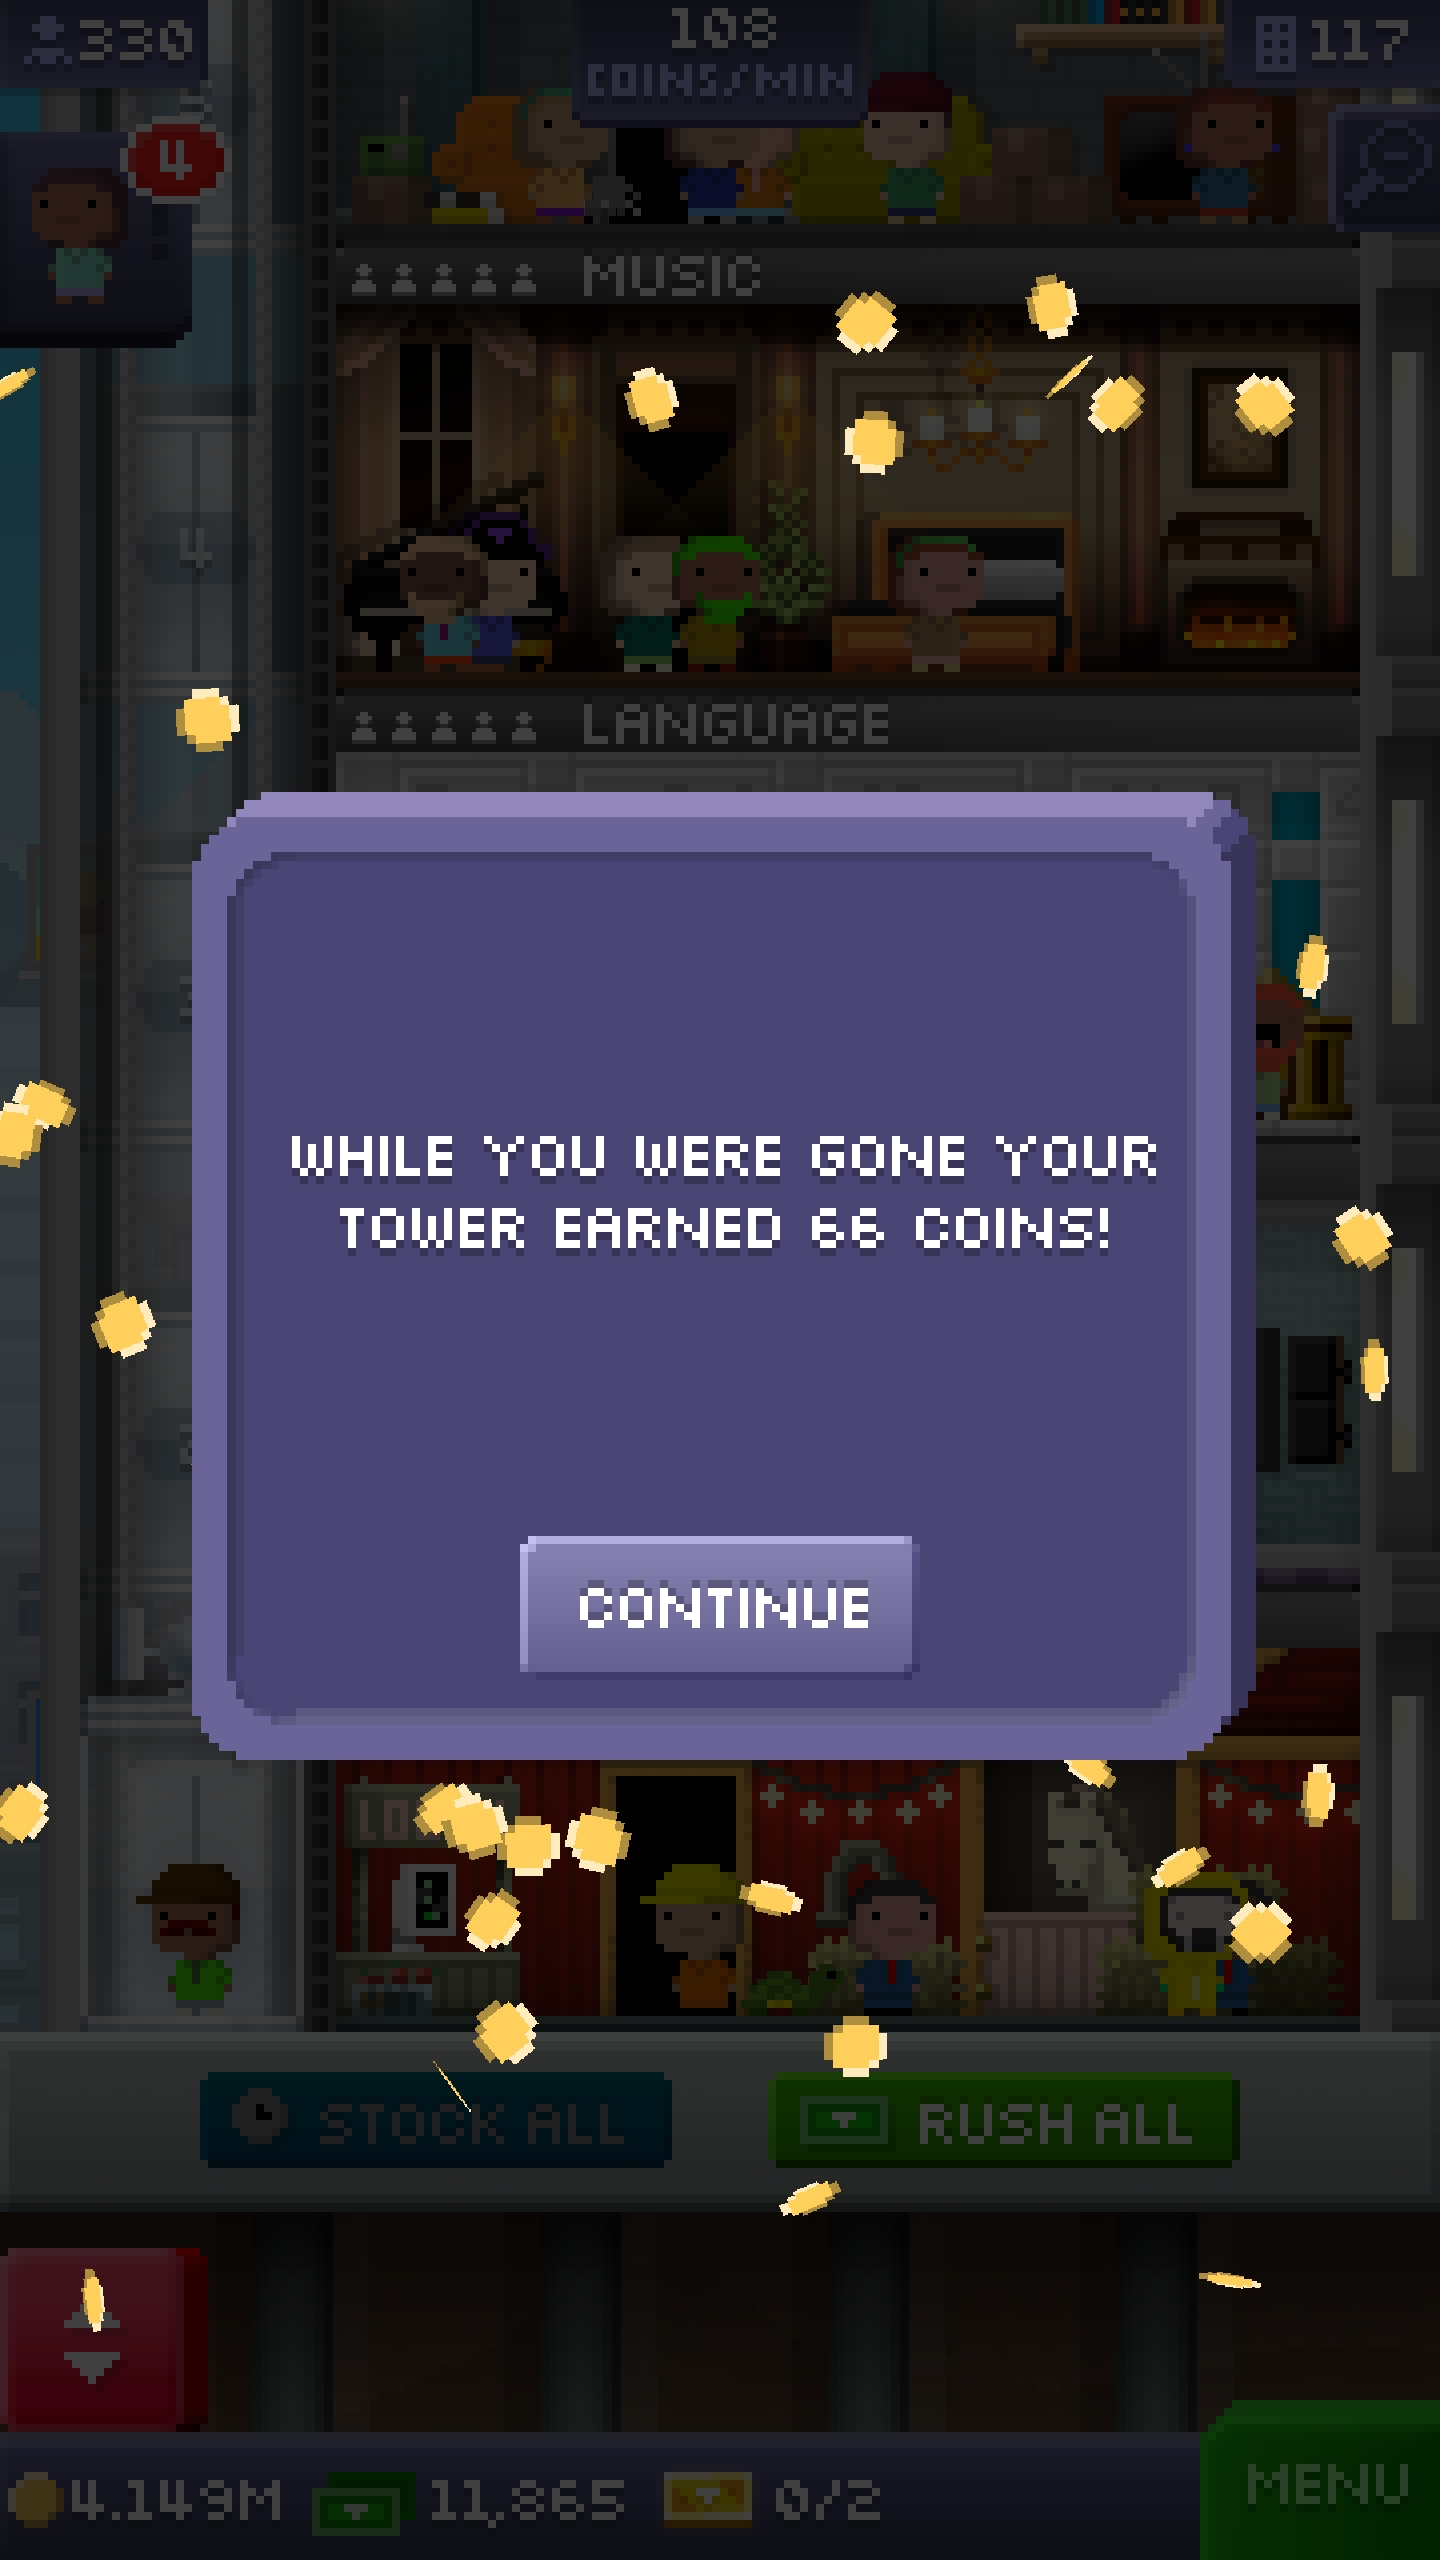 330
108
COINS/MIN
117
4
MUSIC
4
LANGUAGE
WHILE YOU WERE GONE YOUR
TOWER EARNED 66 COINS!
CONTINUE
STOCK ALL
RUSH ALL
4.149M
11,865
0/2
MENU